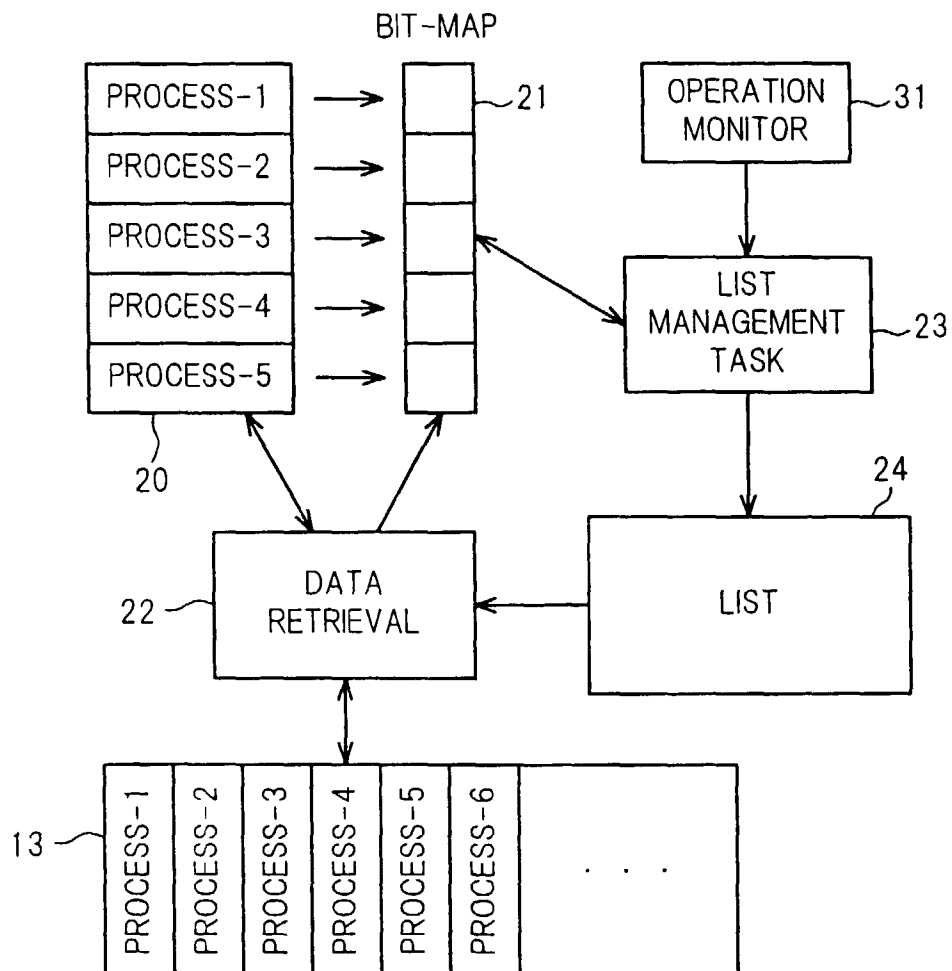 BIT-MAP
PROCESS-1
PROCESS-2
PROCESS-3
PROCESS-4
PROCESS-5
20
21
OPERATION
MONITOR
31
LIST
MANAGEMENT
TASK
23
24
LIST
22
DATA
RETRIEVAL
13
PROCESS-1
PROCESS-2
PROCESS-3
PROCESS-4
PROCESS-5
PROCESS-6
. . .